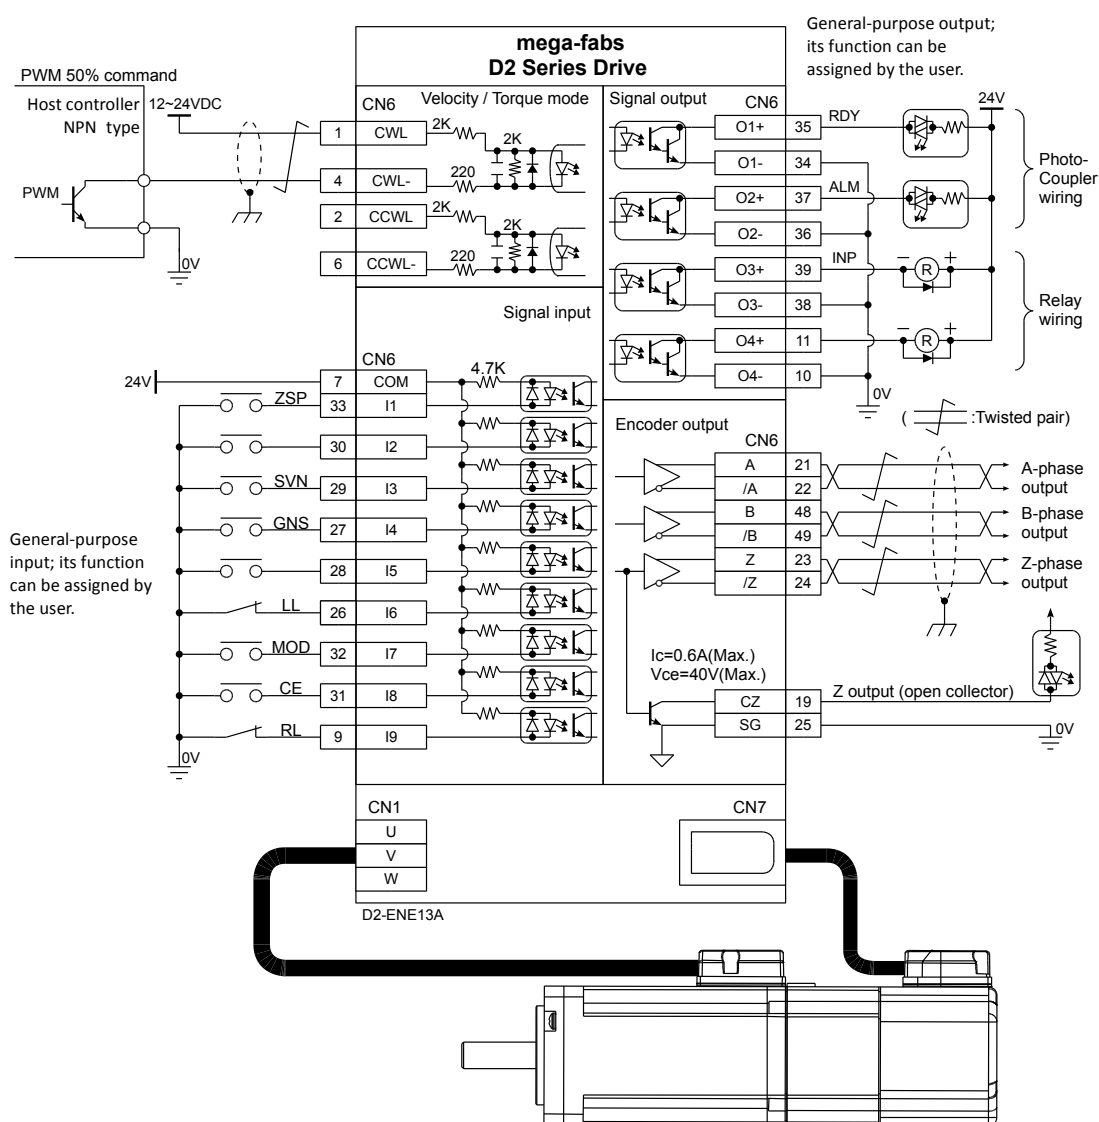 General-purpose output;
its function can be
assigned by the user.
mega-fabs
D2 Series Drive
PWM 50% command
Host controller
NPN type
12~24VDC
PWM
0V
CN6
Velocity / Torque mode
1 CWL 2K
2K
4 CWL- 220
2 CCWL 2K
2K
6 CCWL- 220
Signal output
CN6
24V
O1+ 35 RDY
O1- 34
O2+ 37 ALM
O2- 36
O3+ 39 INP
O3- 38
O4+ 11
O4- 10
- R +
- R +
0V
Photo-
Coupler
wiring
Relay
wiring
Signal input
CN6
4.7K
24V 7 COM
ZSP 33 I1
30 I2
SVN 29 I3
GNS 27 I4
28 I5
LL 26 I6
MOD 32 I7
CE 31 I8
RL 9 I9
0V
General-purpose
input; its function
can be assigned by
the user.
( :Twisted pair)
Encoder output
CN6
A 21
/A 22
B 48
/B 49
Z 23
/Z 24
A-phase
output
B-phase
output
Z-phase
output
Ic=0.6A(Max.)
Vce=40V(Max.)
CZ 19 Z output (open collector)
SG 25
0V
CN1
U
V
W
CN7
D2-ENE13A